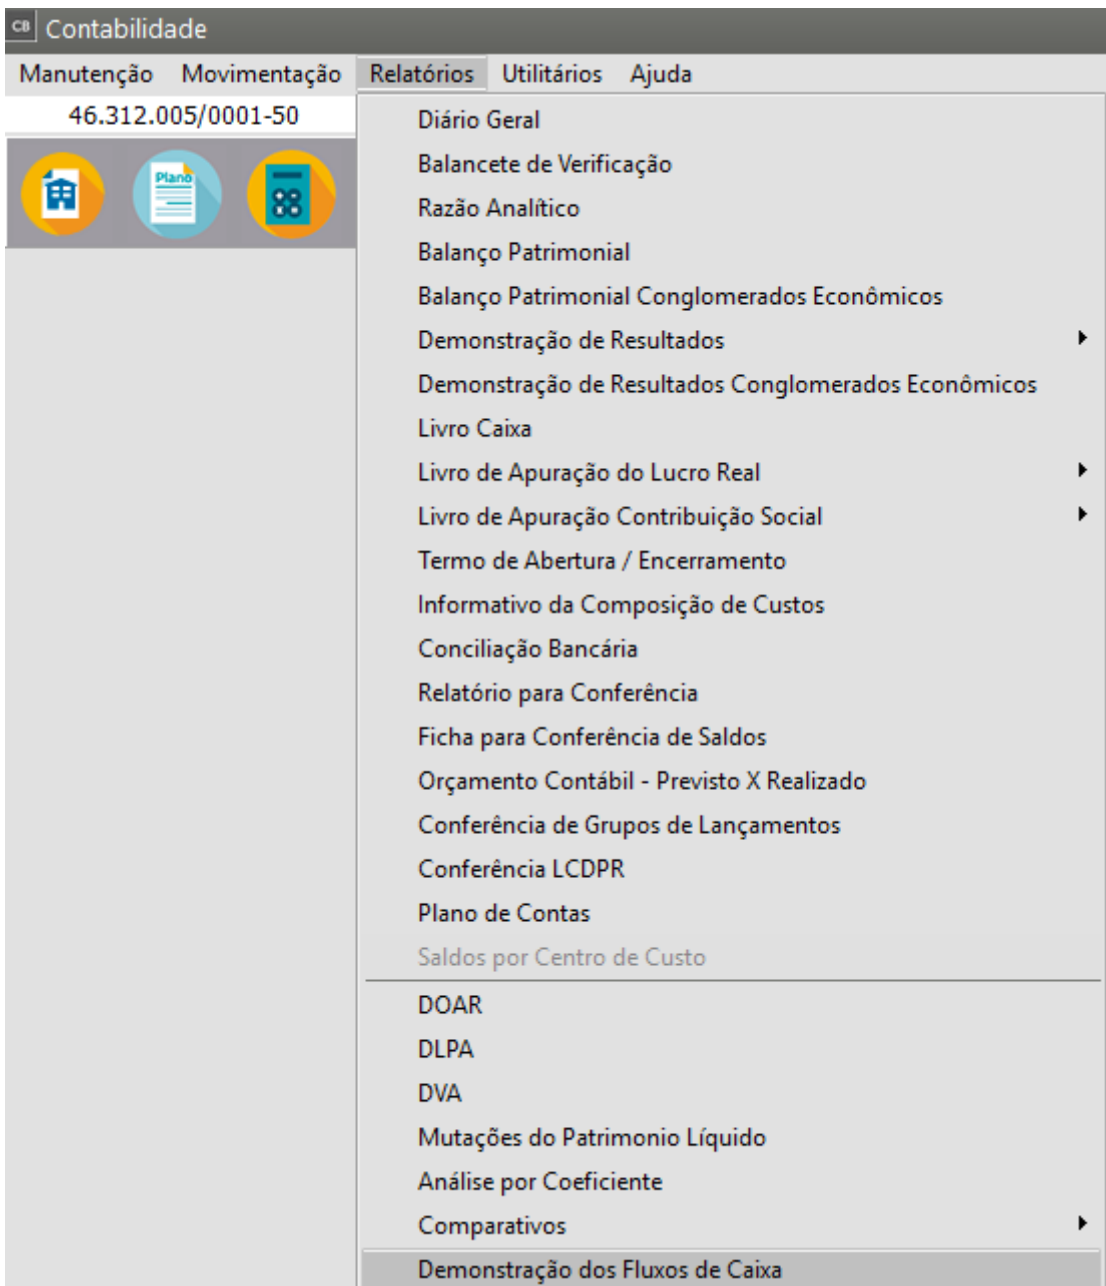 CB Contabilidade
Manutenção Movimentação Relatórios Utilitários Ajuda
46.312.005/0001-50
Plano
Diário Geral
Balancete de Verificação
Razão Analítico
Balanço Patrimonial
Balanço Patrimonial Conglomerados Econômicos
Demonstração de Resultados
Demonstração de Resultados Conglomerados Econômicos
Livro Caixa
Livro de Apuração do Lucro Real
Livro de Apuração Contribuição Social
Termo de Abertura / Encerramento
Informativo da Composição de Custos
Conciliação Bancária
Relatório para Conferência
Ficha para Conferência de Saldos
Orçamento Contábil - Previsto X Realizado
Conferência de Grupos de Lançamentos
Conferência LCDPR
Plano de Contas
Saldos por Centro de Custo
DOAR
DLPA
DVA
Mutações do Patrimonio Líquido
Análise por Coeficiente
Comparativos
Demonstração dos Fluxos de Caixa